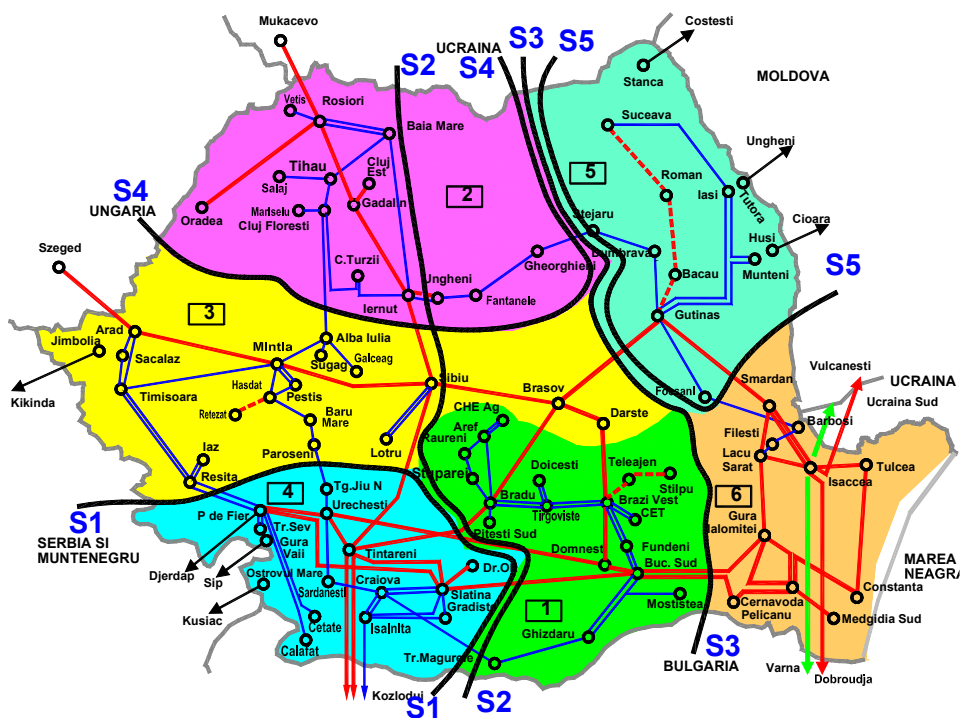 Costesti
Mukacevo
S3
S5
UCRAINA
S2
S4
Stanca
MOLDOVA
Vetis
Rosiori
Baia Mare
Suceava
Ungheni
Tihau
Cluj
Est
Salaj
Roman
5
Iasi
S4
UNGARIA
2
Oradea
Mariselu
Gadalin
Cluj Floresti
Stejaru
Tutora
Cioara
Husi
Szeged
Dumbrava
Munteni
S5
C.Turzii
Gheorghieni
Bacau
Ungheni
Iernut
Fantanele
3
Gutinas
Arad
Jimbolia
MIntIa
Alba Iulia
Sacalaz
Sugag
Galceag
Vulcanesti
Kikinda
Timisoara
Hasdat
Pestis
Sibiu
Brasov
FocsanI
Smardan
UCRAINA
Ucraina Sud
Retezat
Baru
Mare
CHE Ag
Aref
Raureni
Darste
Barbosi
Filesti
Iaz
Paroseni
Lotru
Lacu
Sarat
Tulcea
Resita
Stuparei
Doicesti
Teleajen
Isaccea
4
Tg.Jiu N
Stilpu
6
S1
SERBIA SI
MUNTENEGRU
P de Fier
Urechesti
Bradu
Brazi Vest
CET
Gura
Ialomitei
Tr.Sev
Gura
Vaii
Tirgoviste
Pitesti Sud
Tintareni
Domnesti
Fundeni
MAREA
NEAGRA
Djerdap
Sip
Dr.Ol
Buc. Sud
Ostrovul Mare
Sardanesti
Craiova
Slatina
Gradiste
Constanta
Kusiac
1
Mostistea
Cernavoda
Pelicanu
Medgidia Sud
Cetate
IsalnIta
Calafat
Ghizdaru
Tr.Magurele
S3
BULGARIA
Varna
Dobroudja
Kozlodui
S1
S2